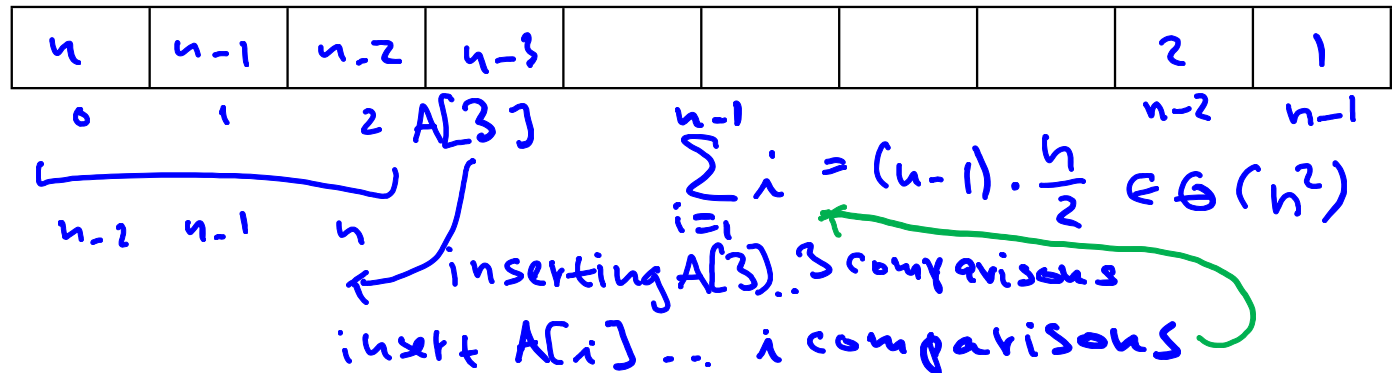 n n-1 n-2 n-3 2 1
0 1 2 A[3] n-2 n-1
n-1
∑ i = (n-1) · n/2 ∈ Θ(n²)
i=1
n-2 n-1 n
inserting A[3].. 3 comparisons
insert A[i] ... i comparisons